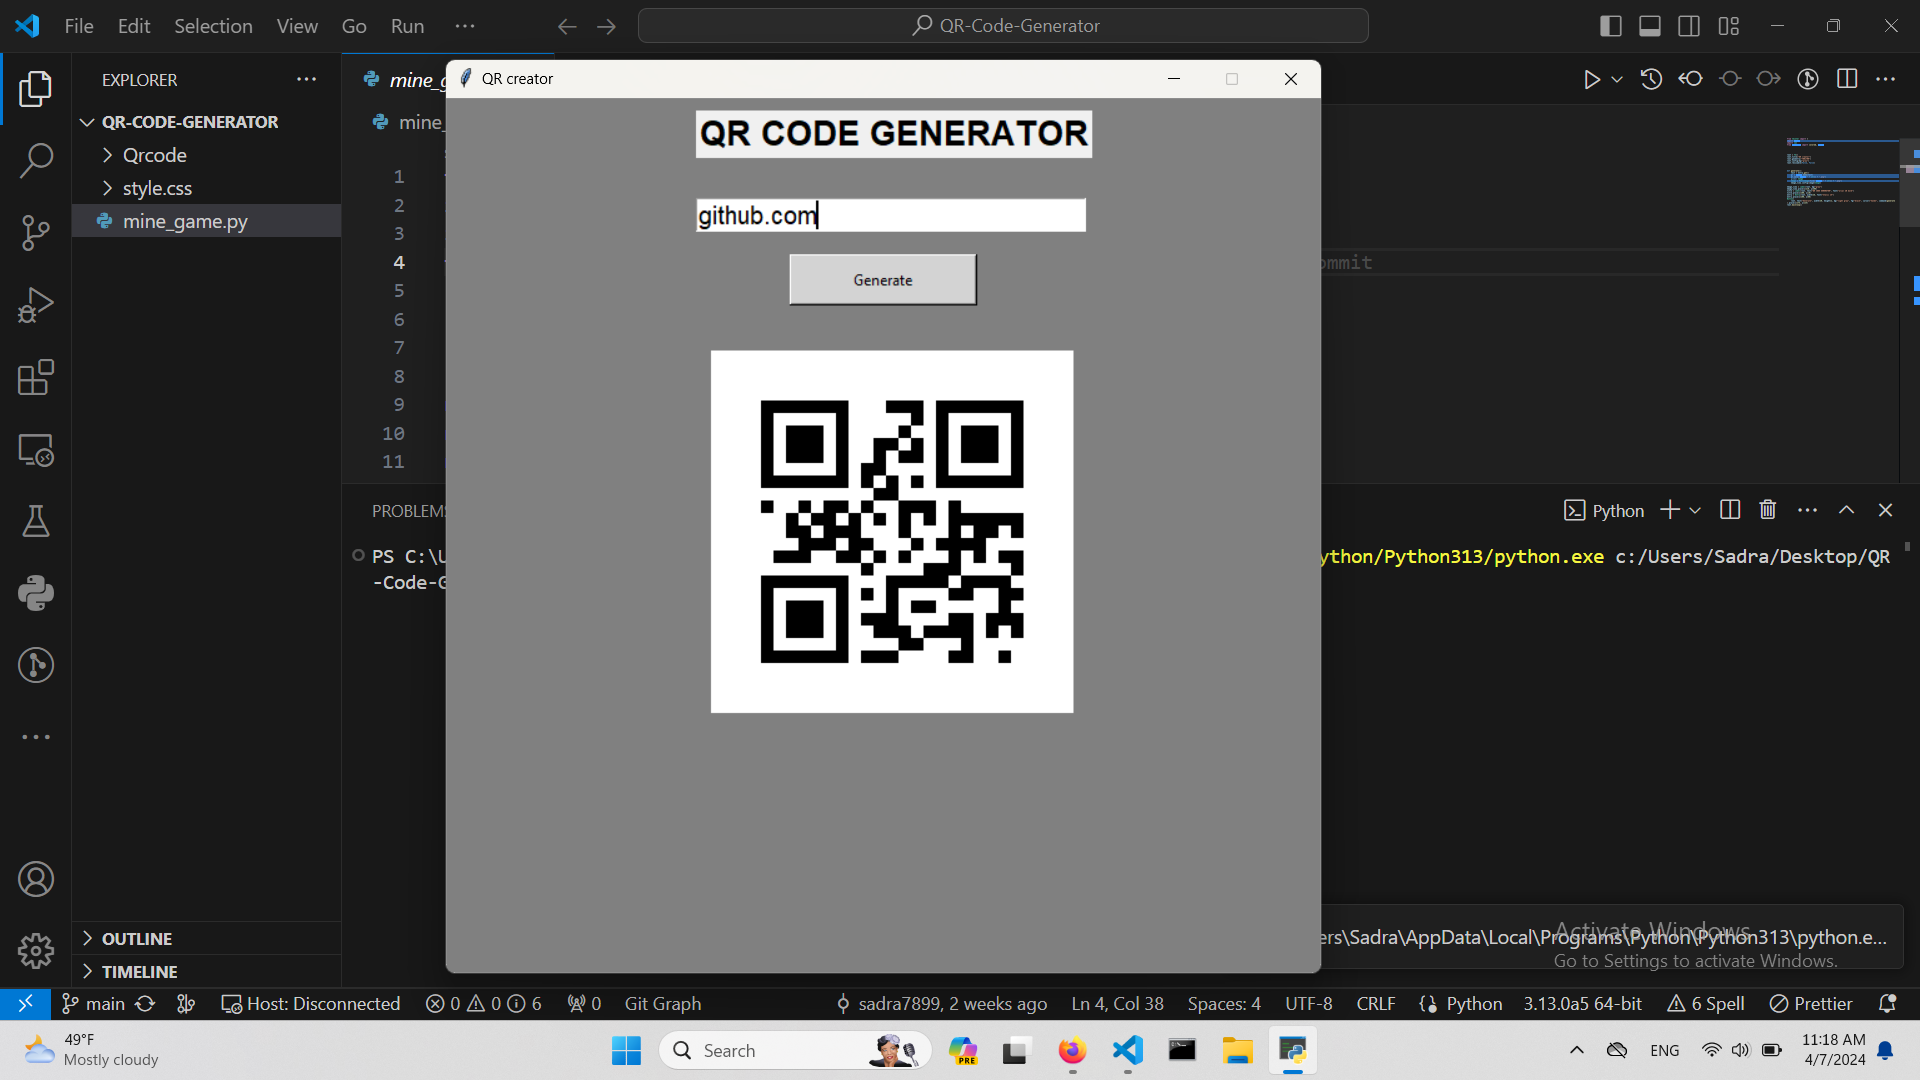 File Edit Selection View Go Run ···
QR-Code-Generator
EXPLORER
QR-CODE-GENERATOR
Qrcode
style.css
mine_game.py
OUTLINE
TIMELINE
mine_g
mine_
1
2
3
4
5
6
7
8
9
10
11
ommit
QR creator
QR CODE GENERATOR
github.com
Generate
PROBLEMS
Python
PS C:\U
ython/Python313/python.exe c:/Users/Sadra/Desktop/QR
-Code-G
ers\Sadra\AppData\Local\Programs\Python\Python313\python.e...
Activate Windows
Go to Settings to activate Windows.
main
Host: Disconnected
0 0 6
0
Git Graph
sadra7899, 2 weeks ago
Ln 4, Col 38
Spaces: 4
UTF-8
CRLF
Python
3.13.0a5 64-bit
6 Spell
Prettier
49°F
Mostly cloudy
Search
PRE
ENG
11:18 AM
4/7/2024